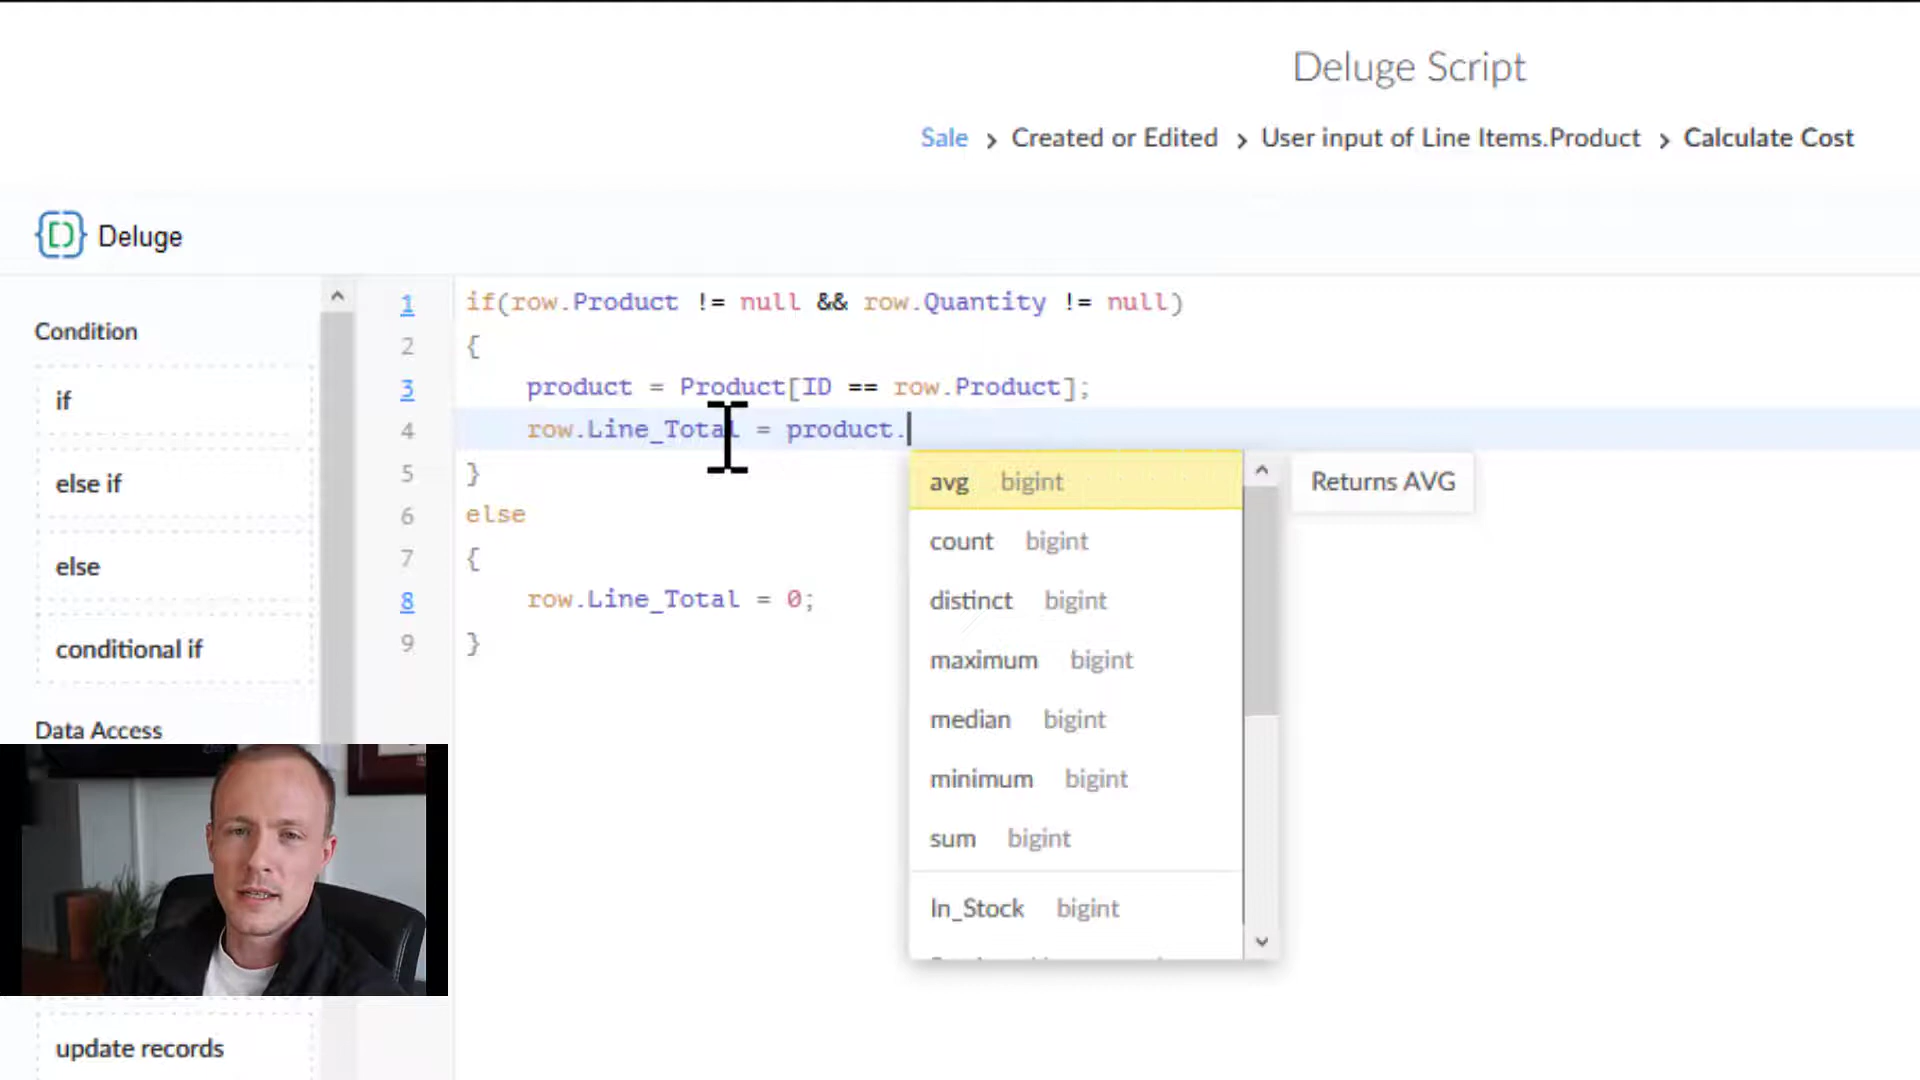 Deluge Script
Sale > Created or Edited > User input of Line Items.Product > Calculate Cost
Deluge
Condition
if
else if
else
conditional if
Data Access
update records
1 if(row.Product != null && row.Quantity != null)
2 {
3 product = Product[ID == row.Product];
4 row.Line_Total = product.
5 }
6 else
7 {
8 row.Line_Total = 0;
9 }
avg bigint
Returns AVG
count bigint
distinct bigint
maximum bigint
median bigint
minimum bigint
sum bigint
In_Stock bigint